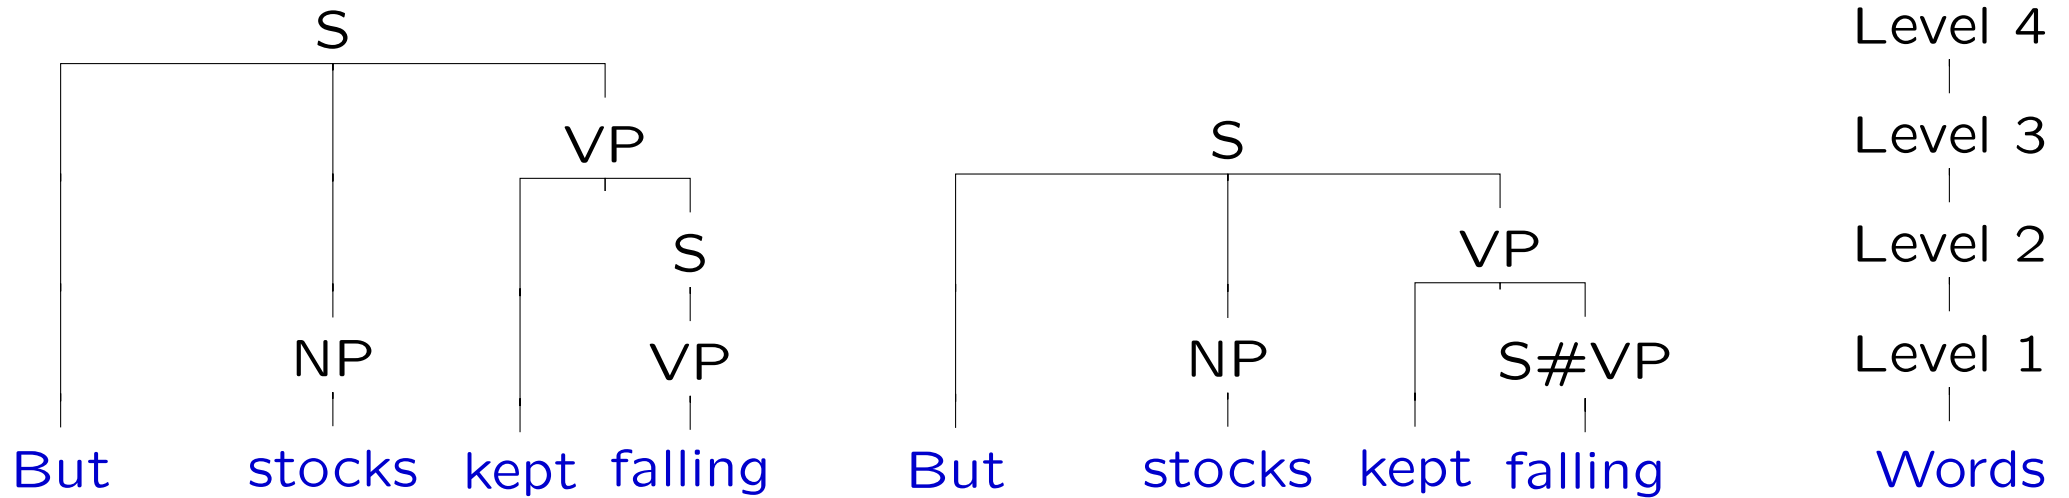 S Level 4
VP S Level 3
S VP Level 2
NP VP NP S#VP Level 1
But stocks kept falling But stocks kept falling Words